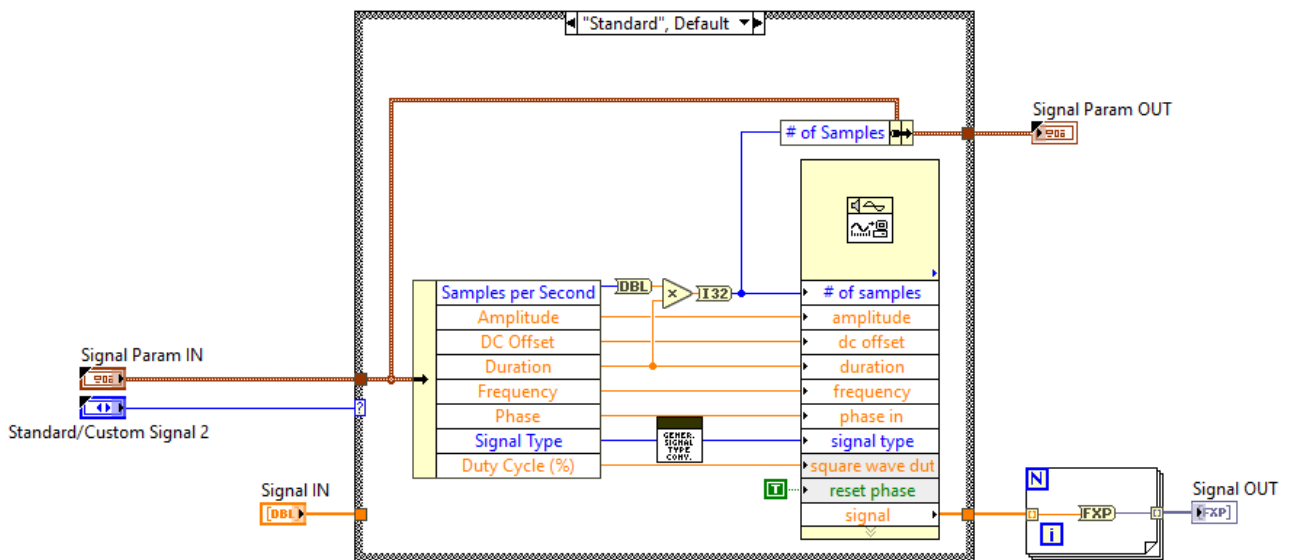 "Standard", Default
Signal Param OUT
# of Samples
Samples per Second
DBL
I32
# of samples
Amplitude
amplitude
DC Offset
dc offset
Signal Param IN
Duration
duration
Frequency
frequency
Phase
phase in
?
Standard/Custom Signal 2
Signal Type
GENER.
SIGNAL
TYPE
CONV.
signal type
Duty Cycle (%)
square wave dut
Signal IN
T
reset phase
N
Signal OUT
[DBL
signal
FXP
FXP]
i